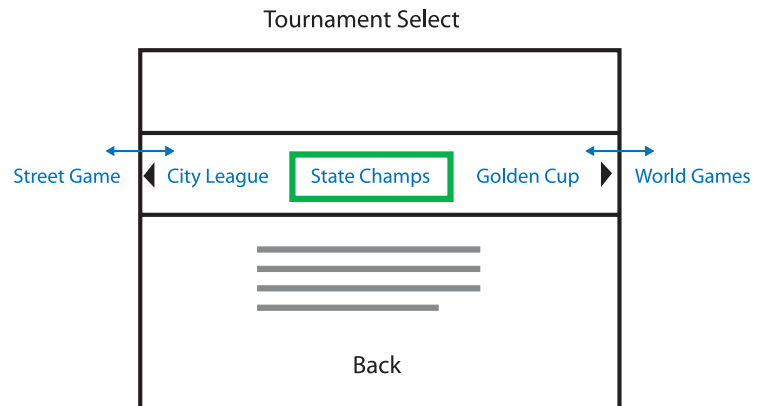 Tournament Select
Street Game City League State Champs Golden Cup World Games
Back